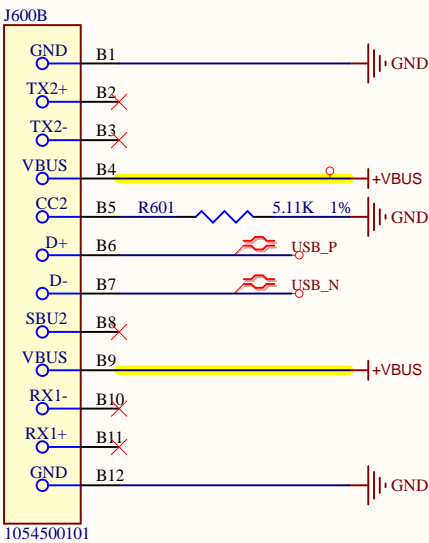 J600B
GND B1 GND
TX2+ B2
TX2- B3
VBUS B4 +VBUS
CC2 B5 R601 5.11K 1% GND
D+ B6 USB_P
D- B7 USB_N
SBU2 B8
VBUS B9 +VBUS
RX1- B10
RX1+ B11
GND B12 GND
1054500101